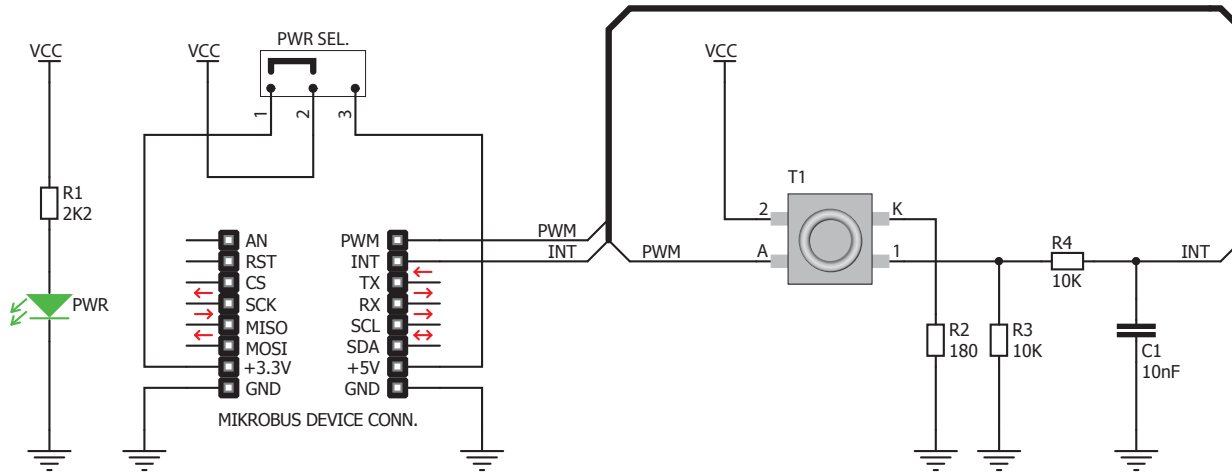 VCC
R1
2K2
PWR
VCC
PWR SEL.
1
2
3
AN
RST
CS
SCK
MISO
MOSI
+3.3V
GND
PWM
INT
TX
RX
SCL
SDA
+5V
GND
MIKROBUS DEVICE CONN.
PWM
INT
PWM
VCC
T1
2
K
A
1
R2
180
R3
10K
R4
10K
C1
10nF
INT